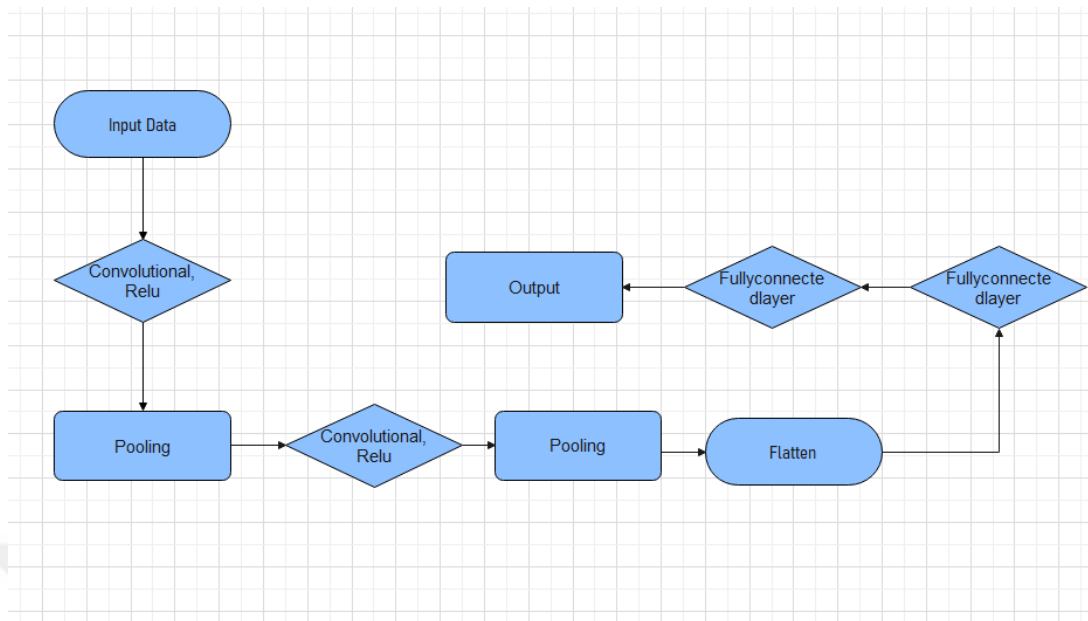 Input Data
Convolutional,
Relu
Pooling
Convolutional,
Relu
Pooling
Flatten
Fullyconnecte
dlayer
Fullyconnecte
dlayer
Output